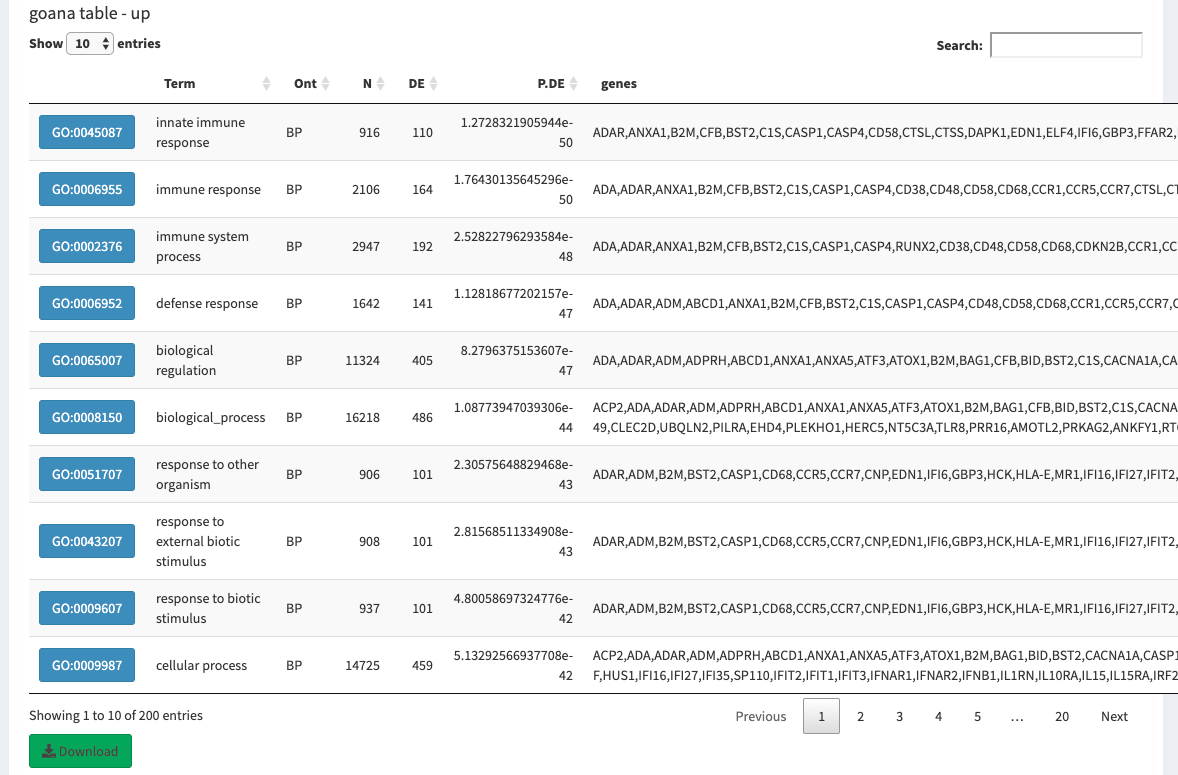 goana table - up
Show 10 entries
Search:
Term Ont N DE P.DE genes
GO:0045087 innate immune response BP 916 110 1.2728321905944e-50 ADAR,ANXA1,B2M,CFB,BST2,C1S,CASP1,CASP4,CD58,CTSL,CTSS,DAPK1,EDN1,ELF4,IFI6,GBP3,FFAR2,
GO:0006955 immune response BP 2106 164 1.76430135645296e-50 ADA,ADAR,ANXA1,B2M,CFB,BST2,C1S,CASP1,CASP4,CD38,CD48,CD58,CD68,CCR1,CCR5,CCR7,CTSL,CT
GO:0002376 immune system process BP 2947 192 2.52822796293584e-48 ADA,ADAR,ANXA1,B2M,CFB,BST2,C1S,CASP1,CASP4,RUNX2,CD38,CD48,CD58,CD68,CDKN2B,CCR1,CC
GO:0006952 defense response BP 1642 141 1.12818677202157e-47 ADA,ADAR,ADM,ABCD1,ANXA1,B2M,CFB,BST2,C1S,CASP1,CASP4,CD48,CD58,CD68,CCR1,CCR5,CCR7,C
GO:0065007 biological regulation BP 11324 405 8.2796375153607e-47 ADA,ADAR,ADM,ADPRH,ABCD1,ANXA1,ANXA5,ATF3,ATOX1,B2M,BAG1,CFB,BID,BST2,C1S,CACNA1A,CA
GO:0008150 biological_process BP 16218 486 1.08773947039306e-44 ACP2,ADA,ADAR,ADM,ADPRH,ABCD1,ANXA1,ANXA5,ATF3,ATOX1,B2M,BAG1,CFB,BID,BST2,C1S,CACNA
49,CLEC2D,UBQLN2,PILRA,EHD4,PLEKHO1,HERC5,NT5C3A,TLR8,PRR16,AMOTL2,PRKAG2,ANKFY1,RT
GO:0051707 response to other organism BP 906 101 2.30575648829468e-43 ADAR,ADM,B2M,BST2,CASP1,CD68,CCR5,CCR7,CNP,EDN1,IFI6,GBP3,HCK,HLA-E,MR1,IFI16,IFI27,IFIT2,
GO:0043207 response to external biotic stimulus BP 908 101 2.81568511334908e-43 ADAR,ADM,B2M,BST2,CASP1,CD68,CCR5,CCR7,CNP,EDN1,IFI6,GBP3,HCK,HLA-E,MR1,IFI16,IFI27,IFIT2,
GO:0009607 response to biotic stimulus BP 937 101 4.80058697324776e-42 ADAR,ADM,B2M,BST2,CASP1,CD68,CCR5,CCR7,CNP,EDN1,IFI6,GBP3,HCK,HLA-E,MR1,IFI16,IFI27,IFIT2,
GO:0009987 cellular process BP 14725 459 5.13292566937708e-42 ACP2,ADA,ADAR,ADM,ADPRH,ABCD1,ANXA1,ANXA5,ATF3,ATOX1,B2M,BAG1,BID,BST2,CACNA1A,CASP1
F,HUS1,IFI16,IFI27,IFI35,SP110,IFIT2,IFIT1,IFIT3,IFNAR1,IFNAR2,IFNB1,IL1RN,IL10RA,IL15,IL15RA,IRF2
Showing 1 to 10 of 200 entries
Previous 1 2 3 4 5 … 20 Next
Download